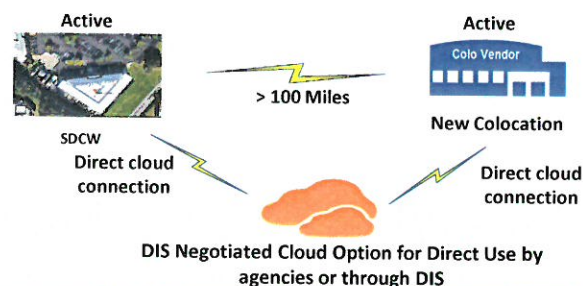 Active
Active
Colo Vendor
> 100 Miles
SDCW
New Colocation
Direct cloud
connection
Direct cloud
connection
DIS Negotiated Cloud Option for Direct Use by
agencies or through DIS